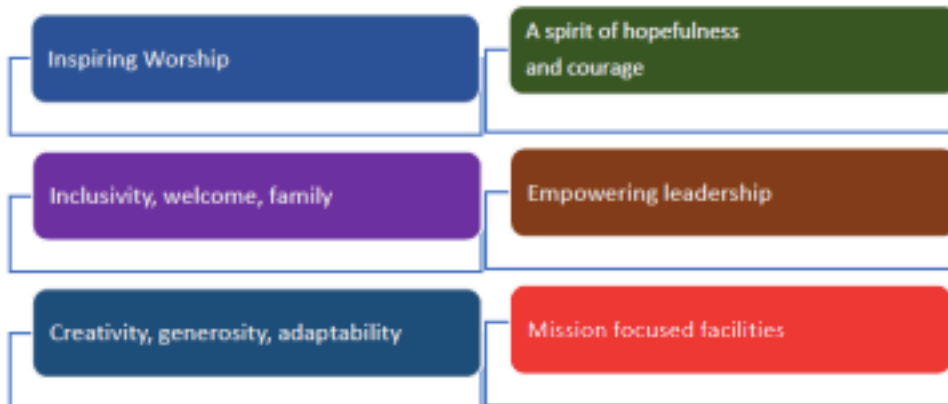 Inspiring Worship
A spirit of hopefulness
and courage
Inclusivity, welcome, family
Empowering leadership
Creativity, generosity, adaptability
Mission focused facilities